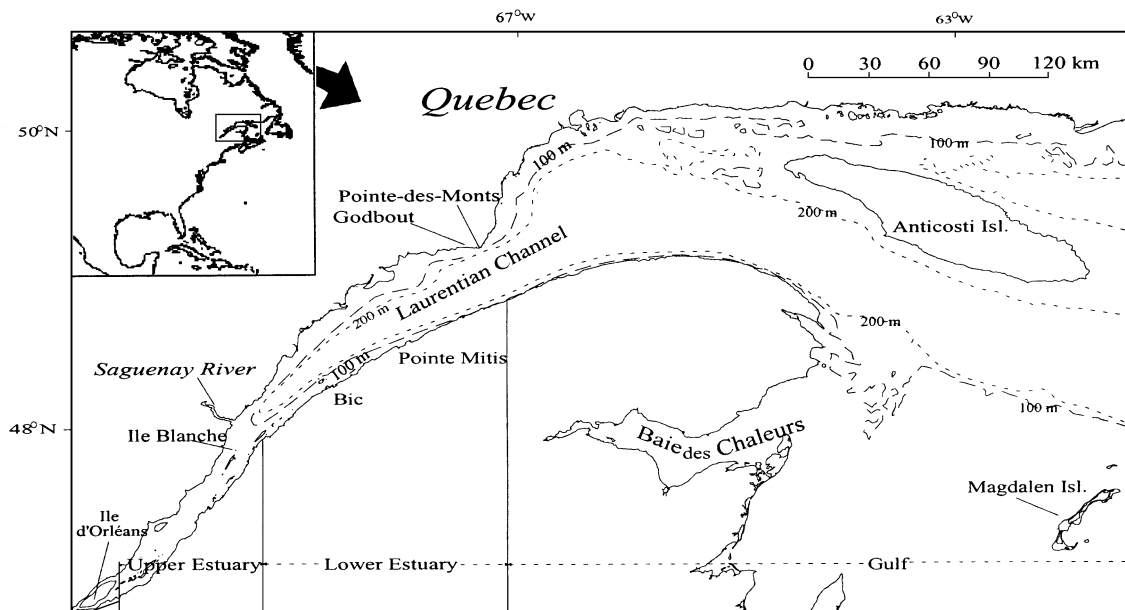 67°W
63°W
0 30 60 90 120 km
Quebec
50°N
100 m
100 m
Pointe-des-Monts
Godbout
200 m
Anticosti Isl.
Laurentian Channel
200 m
200 m
100 m
Pointe Mitis
Saguenay River
Bic
100 m
48°N
Ile Blanche
Baie des Chaleurs
Magdalen Isl.
Ile
d'Orléans
Upper Estuary
Lower Estuary
Gulf